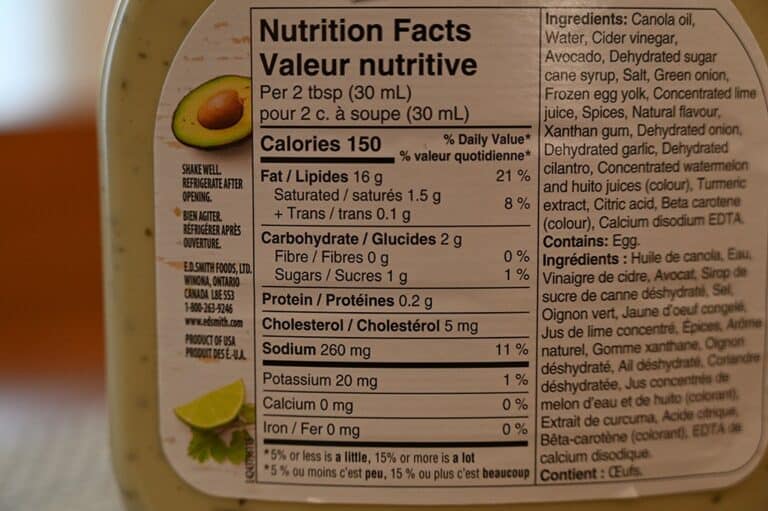 Nutrition Facts
Valeur nutritive
Per 2 tbsp (30 mL)
pour 2 c. à soupe (30 mL)
Calories 150
% Daily Value*
% valeur quotidienne*
Fat / Lipides 16 g 21 %
Saturated / saturés 1.5 g
+ Trans / trans 0.1 g
8 %
Carbohydrate / Glucides 2 g
Fibre / Fibres 0 g 0 %
Sugars / Sucres 1 g 1 %
Protein / Protéines 0.2 g
Cholesterol / Cholestérol 5 mg
Sodium 260 mg 11 %
Potassium 20 mg 1 %
Calcium 0 mg 0 %
Iron / Fer 0 mg 0 %
*5% or less is a little, 15% or more is a lot
*5 % ou moins c'est peu, 15 % ou plus c'est beaucoup
SHAKE WELL.
REFRIGERATE AFTER
OPENING.
BIEN AGITER.
RÉFRIGÉRER APRÈS
OUVERTURE.
E.D.SMITH FOODS, LTD.
WINONA, ONTARIO
CANADA L8E 5S3
1-800-263-9246
www.edsmith.com
PRODUCT OF USA
PRODUIT DES É.-U.A.
Ingredients: Canola oil,
Water, Cider vinegar,
Avocado, Dehydrated sugar
cane syrup, Salt, Green onion,
Frozen egg yolk, Concentrated lime
juice, Spices, Natural flavour,
Xanthan gum, Dehydrated onion,
Dehydrated garlic, Dehydrated
cilantro, Concentrated watermelon
and huito juices (colour), Turmeric
extract, Citric acid, Beta carotene
(colour), Calcium disodium EDTA.
Contains: Egg.
Ingrédients : Huile de canola, Eau,
Vinaigre de cidre, Avocat, Sirop de
sucre de canne déshydraté, Sel,
Oignon vert, Jaune d'oeuf congelé,
Jus de lime concentré, Épices, Arôme
naturel, Gomme xanthane, Oignon
déshydraté, Ail déshydraté, Coriandre
déshydratée, Jus concentrés de
melon d'eau et de huito (colorant),
Extrait de curcuma, Acide citrique,
Bêta-carotène (colorant), EDTA de
calcium disodique.
Contient : Œufs.